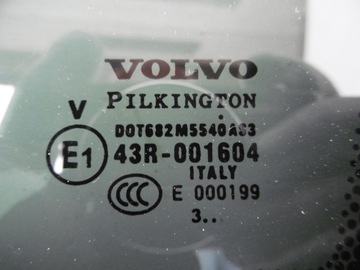 VOLVO
V PILKINGTON
DOT682M5540AS3
E1 43R-001604
ITALY
CCC E 000199
3..